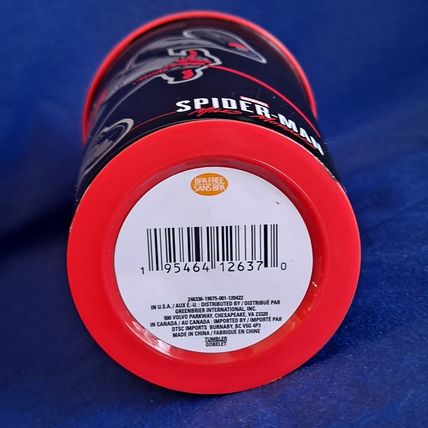 SPIDER-MAN
BPA FREE
SANS BPA
1 95464 12637 0
246336-19075-001-120422
IN U.S.A. / AUX É.-U. : DISTRIBUTED BY / DISTRIBUÉ PAR
GREENBRIER INTERNATIONAL, INC.
500 VOLVO PARKWAY, CHESAPEAKE, VA 23320
IN CANADA / AU CANADA : IMPORTED BY / IMPORTÉ PAR
DTSC IMPORTS BURNABY, BC V5G 4P3
MADE IN CHINA / FABRIQUÉ EN CHINE
TUMBLER
GOBELET